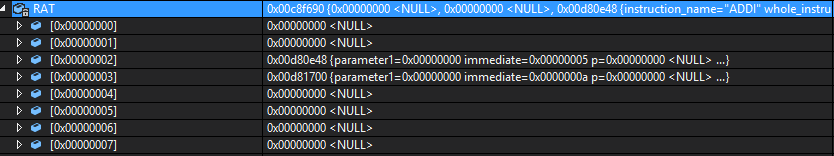 RAT 0x00c8f690 {0x00000000 <NULL>, 0x00000000 <NULL>, 0x00d80e48 {instruction_name="ADDI" whole_instru
[0x00000000] 0x00000000 <NULL>
[0x00000001] 0x00000000 <NULL>
[0x00000002] 0x00d80e48 {parameter1=0x00000000 immediate=0x00000005 p=0x00000000 <NULL> ...}
[0x00000003] 0x00d81700 {parameter1=0x00000000 immediate=0x0000000a p=0x00000000 <NULL> ...}
[0x00000004] 0x00000000 <NULL>
[0x00000005] 0x00000000 <NULL>
[0x00000006] 0x00000000 <NULL>
[0x00000007] 0x00000000 <NULL>